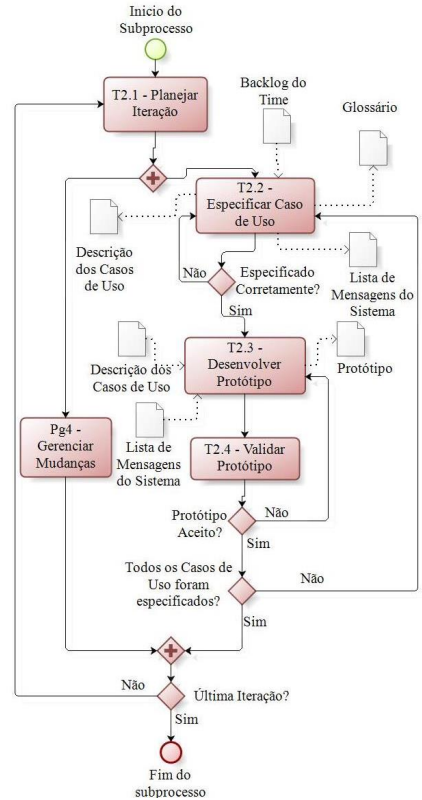 Inicio do
Subprocesso
T2.1 - Planejar
Iteração
Backlog do
Time
Glossário
T2.2 -
Especificar Caso
de Uso
Descrição
dos Casos
de Uso
Não
Especificado
Corretamente?
Lista de
Mensagens do
Sistema
Sim
T2.3 -
Desenvolver
Protótipo
Descrição dos
Casos de Uso
Protótipo
Pg4 -
Gerenciar
Mudanças
Lista de
Mensagens
do Sistema
T2.4 - Validar
Protótipo
Protótipo
Aceito?
Não
Sim
Todos os Casos de
Uso foram
especificados?
Não
Sim
Não
Última Iteração?
Sim
Fim do
subprocesso